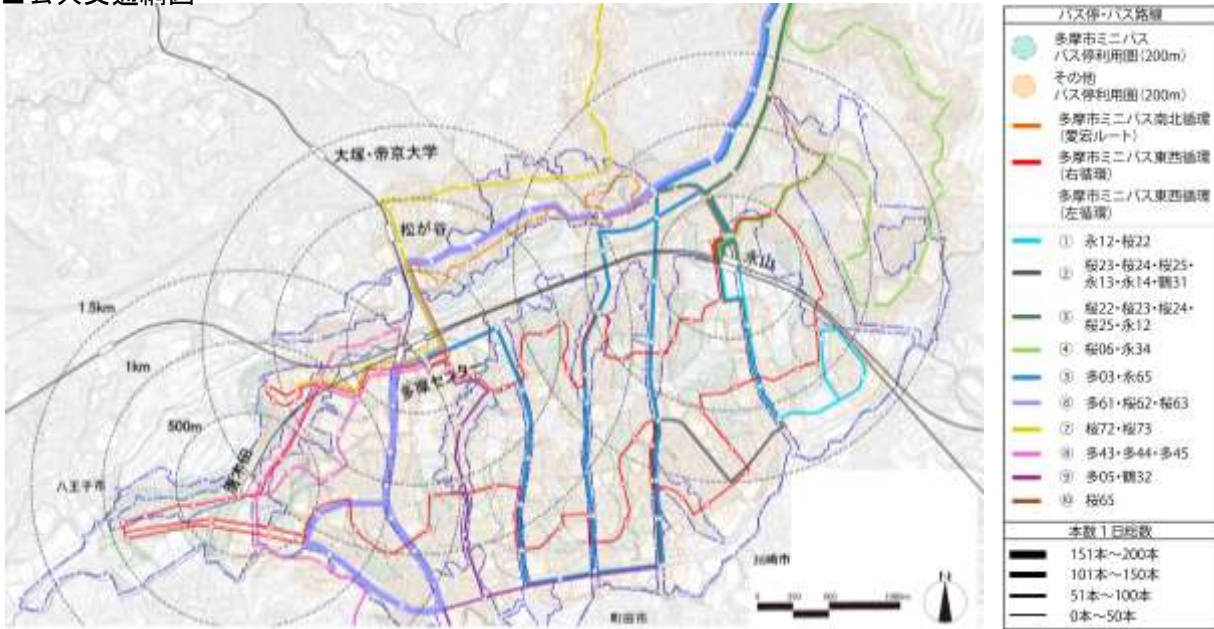 ■公共交通網図
大塚・帝京大学
松が谷
永山
1.5km
1km
多摩センター
500m
唐木田
八王子市
川崎市
町田市
N
バス停・バス路線
多摩市ミニバス
バス停利用圏(200m)
その他
バス停利用圏(200m)
多摩市ミニバス南北循環
多摩市ミニバス東西循環
(右循環)
多摩市ミニバス東西循環
(左循環)
① 永12・桜22
② 桜23・桜24・桜25・
永13・永14・鶴31
③ 桜22・桜23・桜24・
桜25・永12
④ 桜06・永34
⑤ 多03・永65
⑥ 多61・桜62・桜63
⑦ 桜72・桜73
⑧ 多43・多44・多45
⑨ 多05・鶴32
⑩ 桜65
本数1日総数
151本～200本
101本～150本
51本～100本
0本～50本